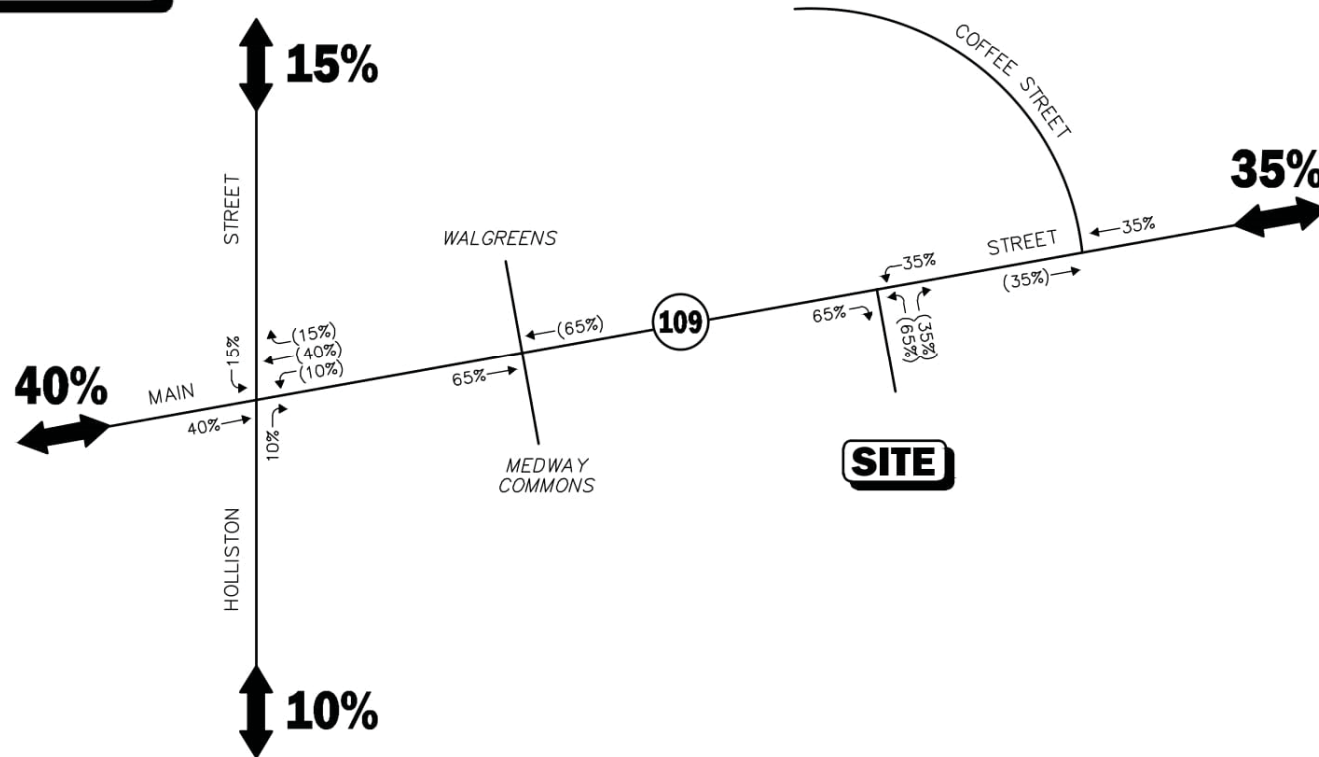 15%
COFFEE STREET
35%
STREET
WALGREENS
STREET
35%
(35%)
35%
65%
(35%)
(65%)
109
(65%)
65%
(15%)
(40%)
(10%)
15%
40%
MAIN
40%
10%
MEDWAY
COMMONS
SITE
HOLLISTON
10%